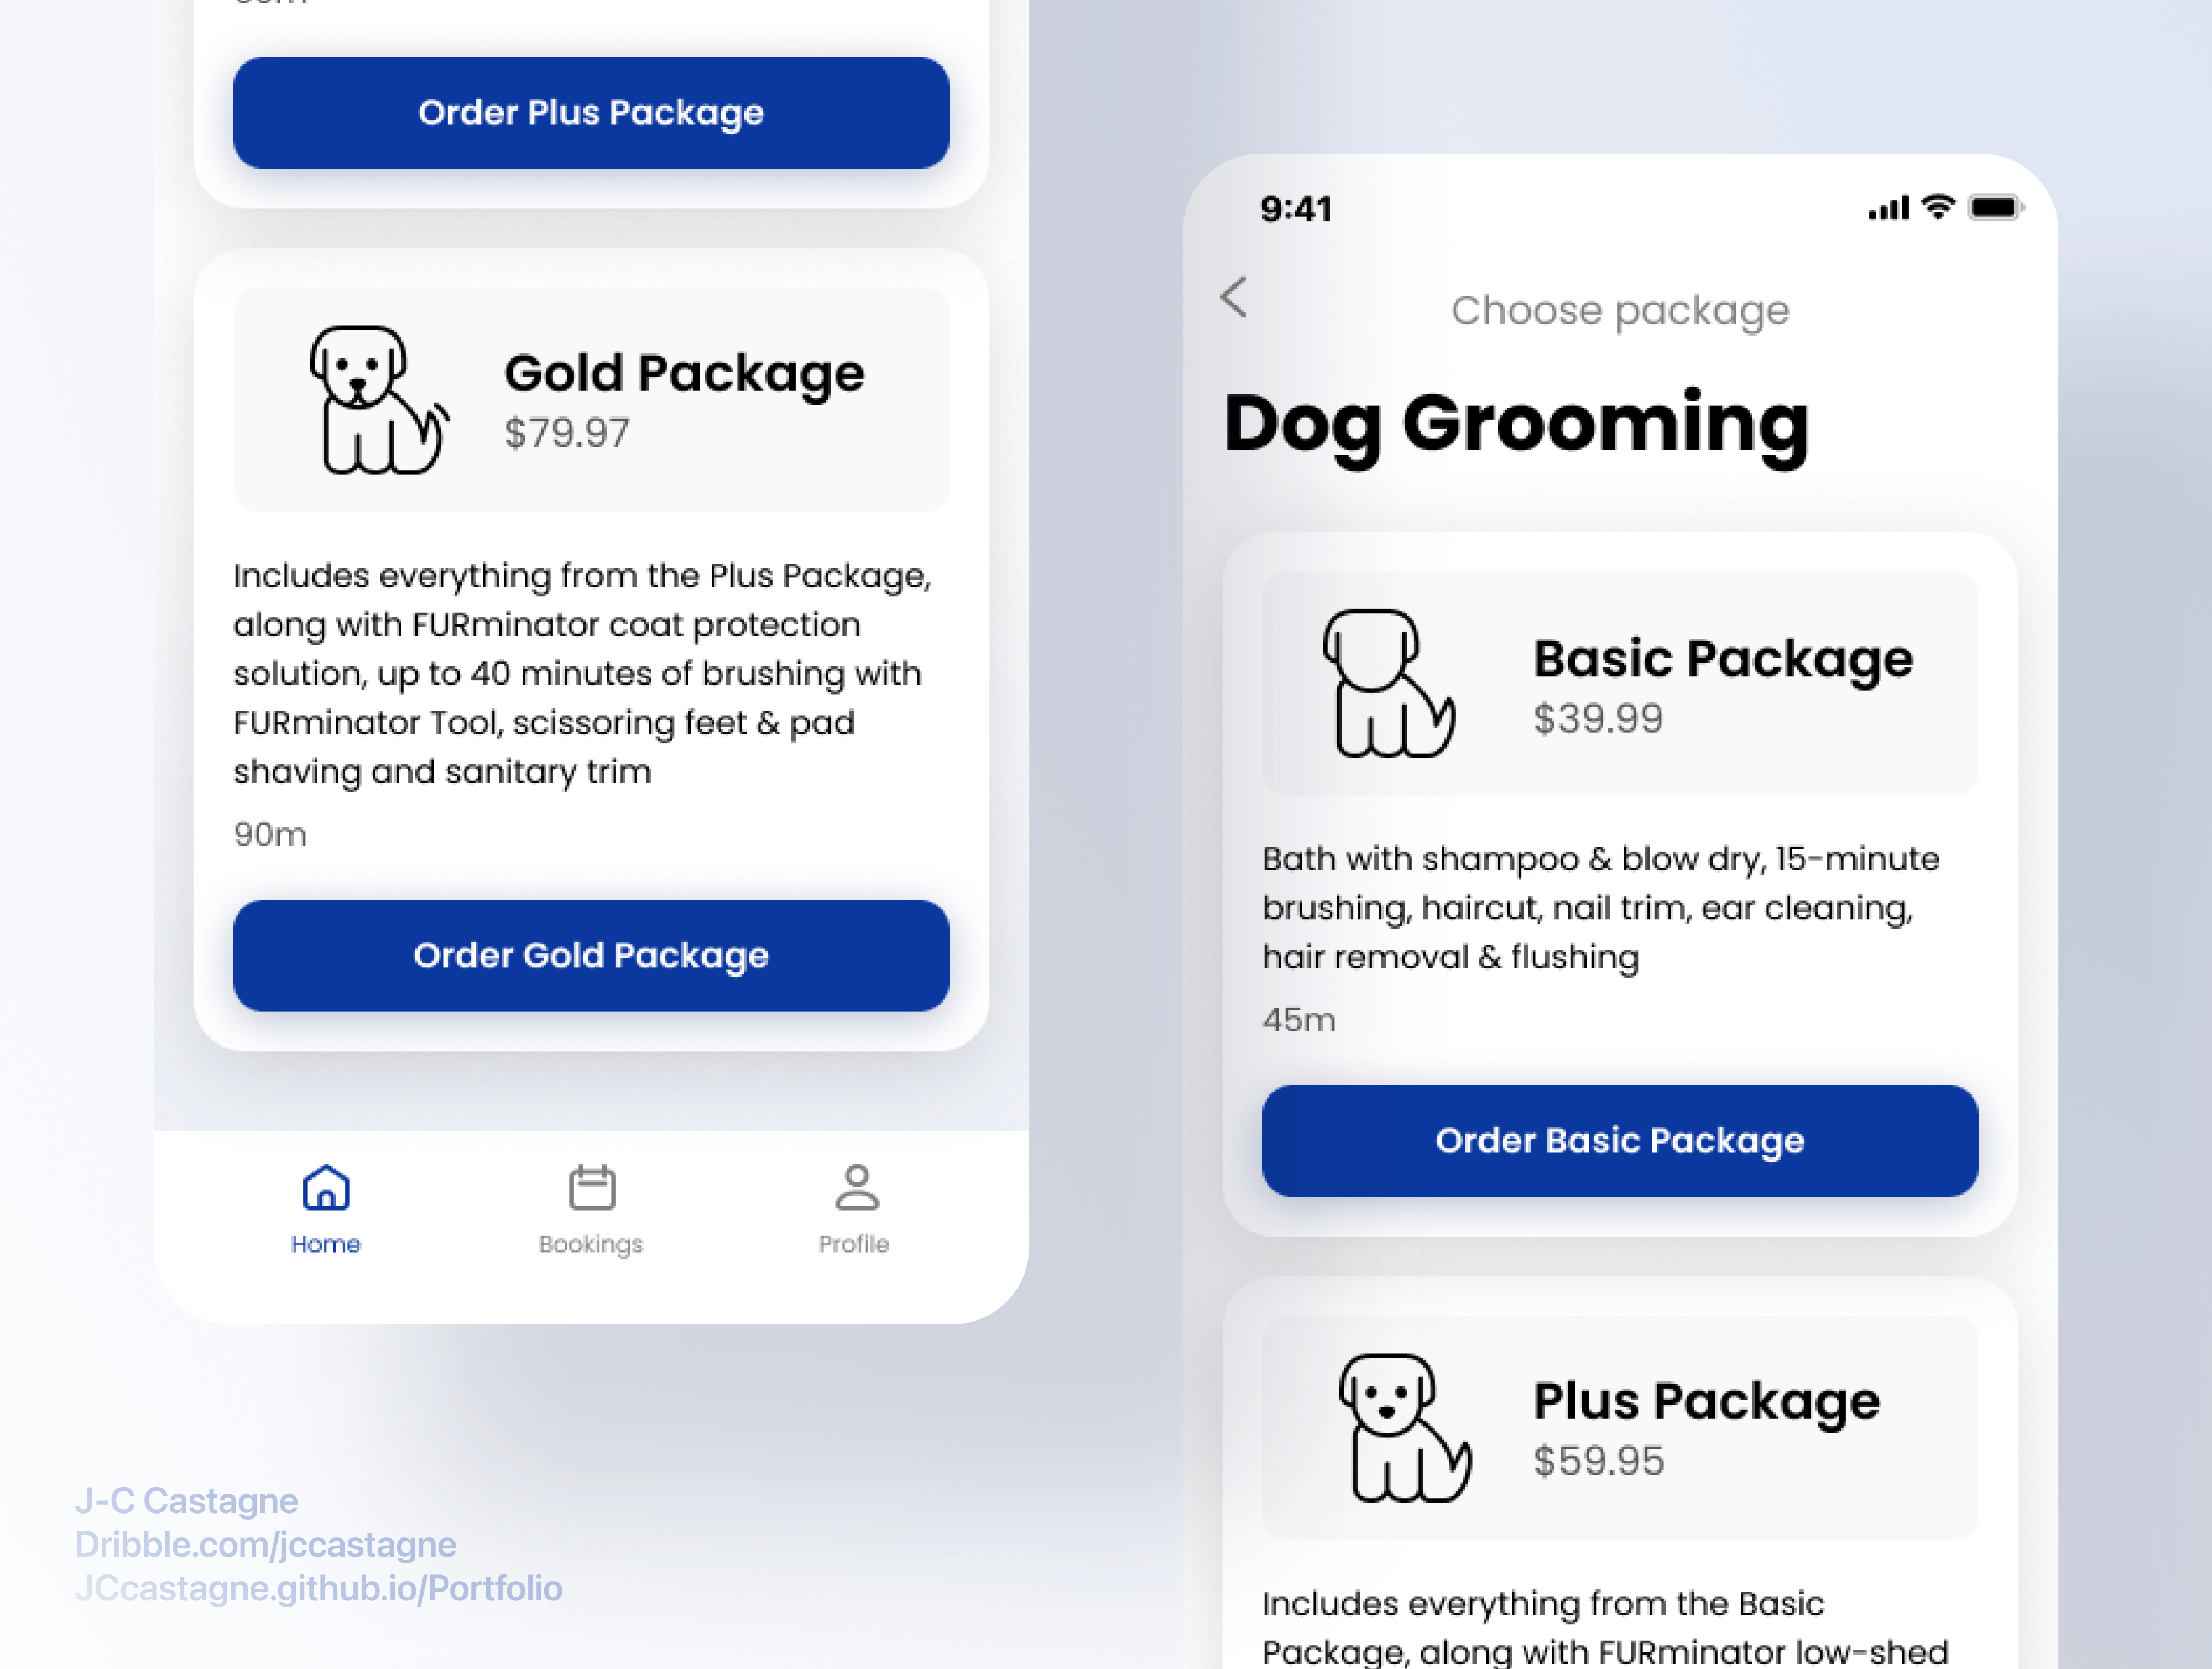 Order Plus Package
Gold Package
$79.97
Includes everything from the Plus Package,
along with FURminator coat protection
solution, up to 40 minutes of brushing with
FURminator Tool, scissoring feet & pad
shaving and sanitary trim
90m
Order Gold Package
Home
Bookings
Profile
J-C Castagne
Dribble.com/jccastagne
JCcastagne.github.io/Portfolio
9:41
Choose package
Dog Grooming
Basic Package
$39.99
Bath with shampoo & blow dry, 15-minute
brushing, haircut, nail trim, ear cleaning,
hair removal & flushing
45m
Order Basic Package
Plus Package
$59.95
Includes everything from the Basic
Package, along with FURminator low-shed